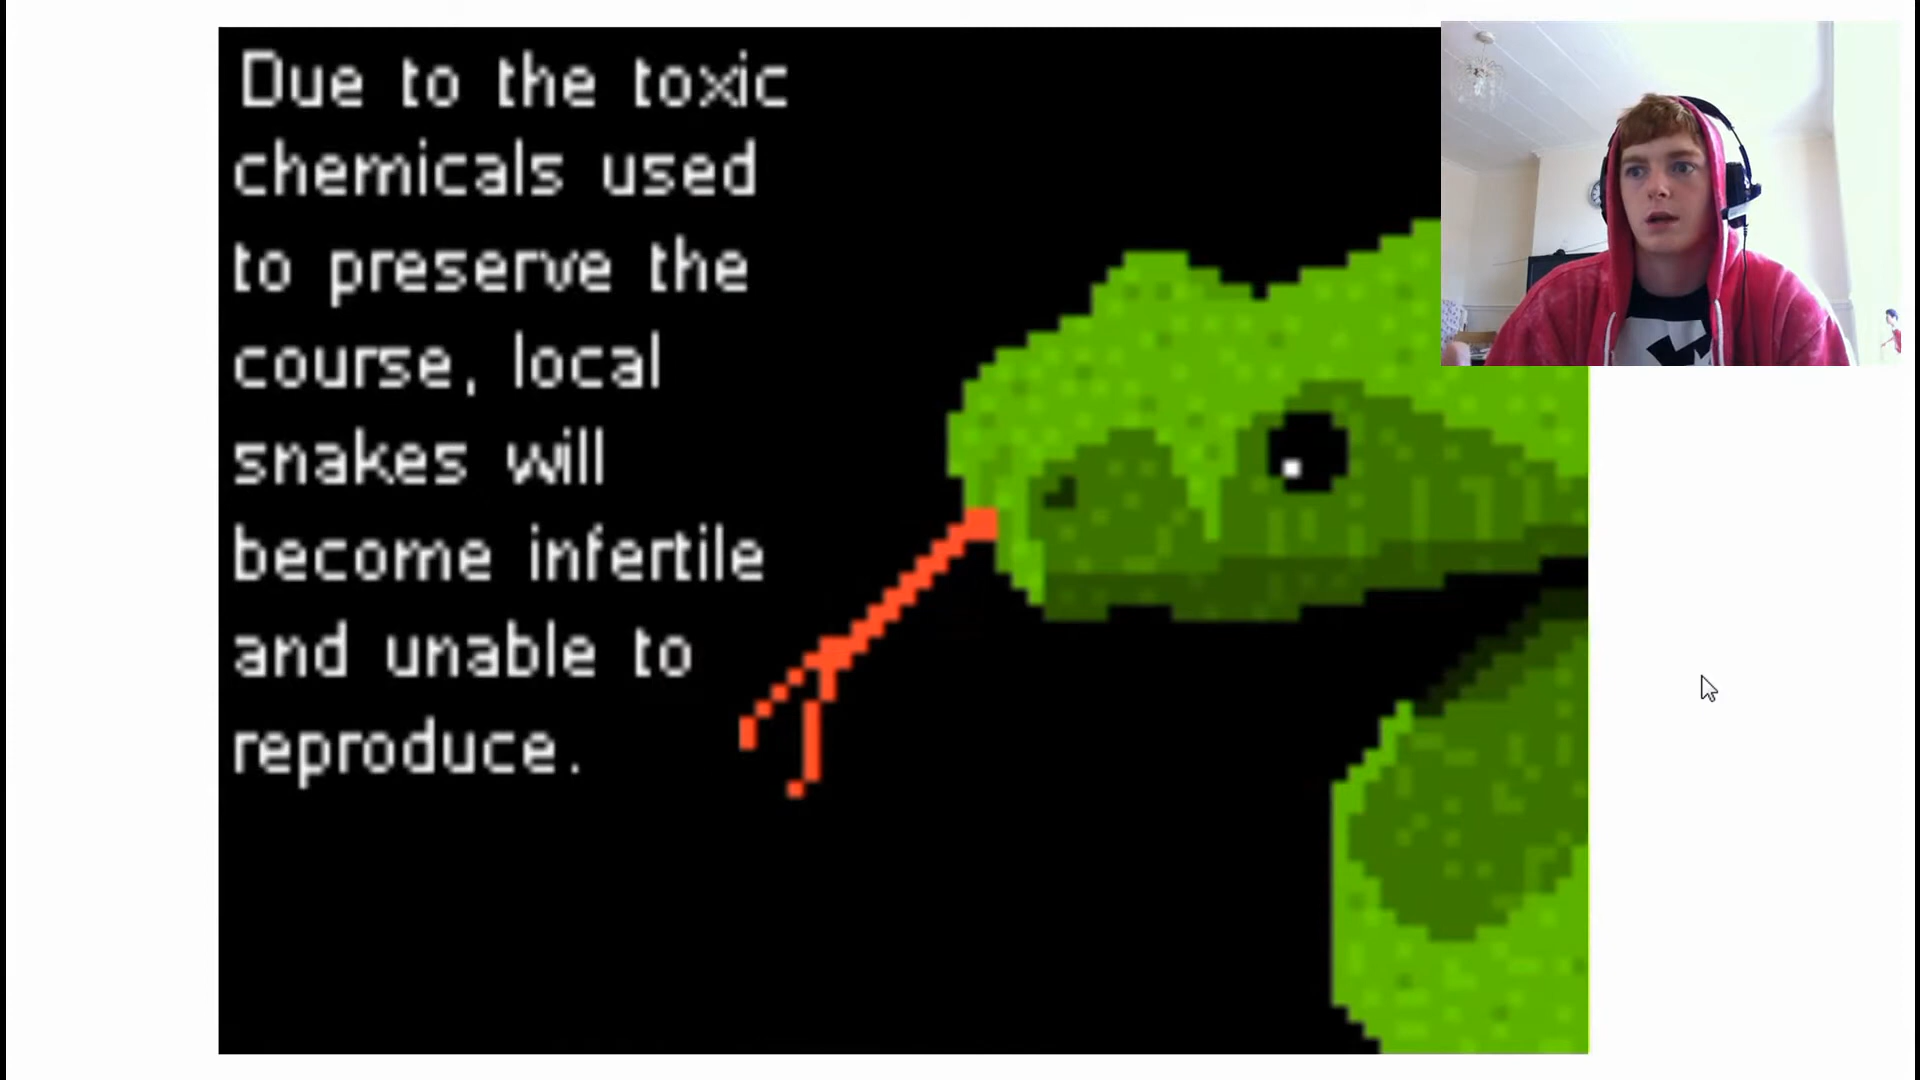 Due to the toxic
chemicals used
to preserve the
course, local
snakes will
become infertile
and unable to
reproduce.